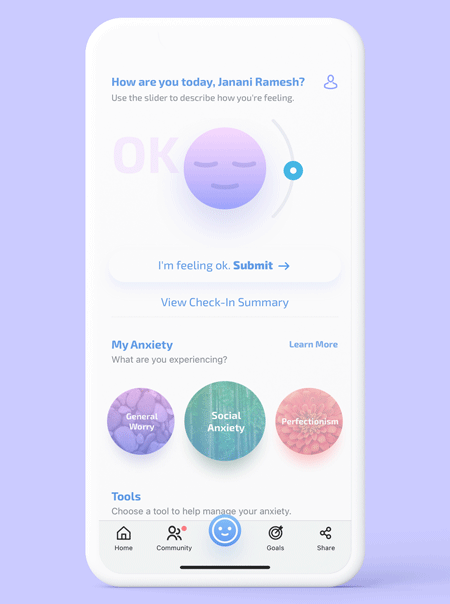 How are you today, Janani Ramesh?
Use the slider to describe how you're feeling.
OK
I'm feeling ok. Submit →
View Check-In Summary
My Anxiety
Learn More
What are you experiencing?
General
Worry
Social
Anxiety
Perfectionism
Tools
Choose a tool to help manage your anxiety.
Home
Community
Goals
Share